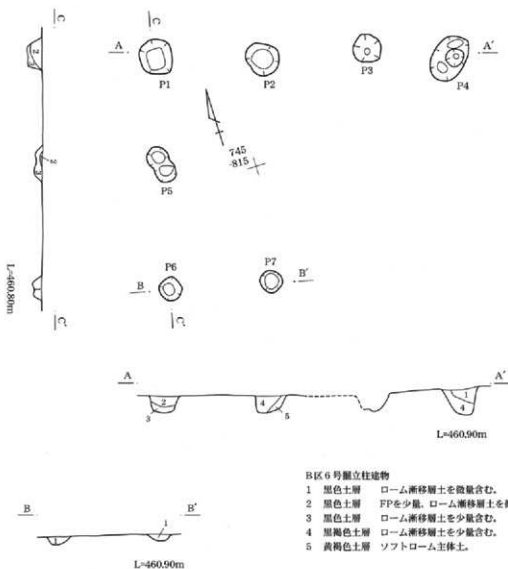 C
C
A
A'
P1
P2
P3
P4
2
745
-815
2
3
P5
P6
P7
B
B'
C'
C'
L=460.80m
A
A'
2
3
4
5
1
4
L=460.90m
B
B'
1
1
L=460.90m
B区6号掘立柱建物
1 黒色土層 ローム漸移層土を微量含む。
2 黒色土層 FPを少量、ローム漸移層土を
3 黒色土層 ローム漸移層土を少量含む。
4 黒褐色土層 ローム漸移層土を少量含む。
5 黄褐色土層 ソフトローム主体土。